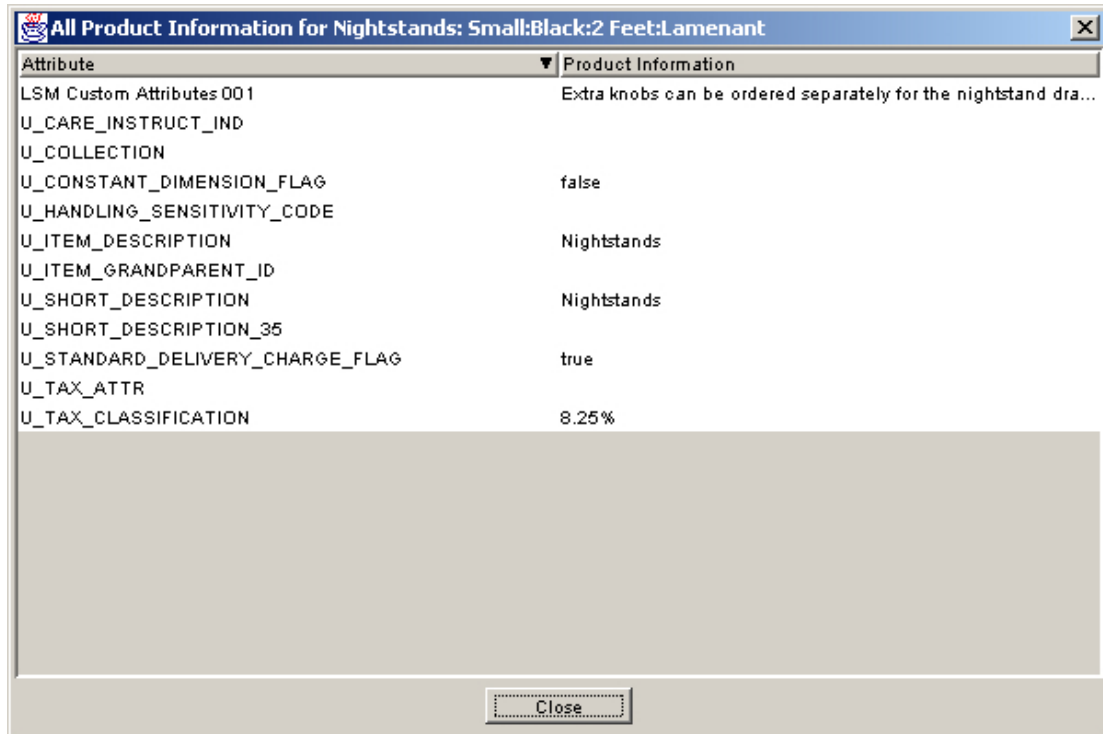 All Product Information for Nightstands: Small:Black:2 Feet:Lamenant
Attribute Product Information
LSM Custom Attributes 001 Extra knobs can be ordered separately for the nightstand dra...
U_CARE_INSTRUCT_IND
U_COLLECTION
U_CONSTANT_DIMENSION_FLAG false
U_HANDLING_SENSITIVITY_CODE
U_ITEM_DESCRIPTION Nightstands
U_ITEM_GRANDPARENT_ID
U_SHORT_DESCRIPTION Nightstands
U_SHORT_DESCRIPTION_35
U_STANDARD_DELIVERY_CHARGE_FLAG true
U_TAX_ATTR
U_TAX_CLASSIFICATION 8.25%
Close